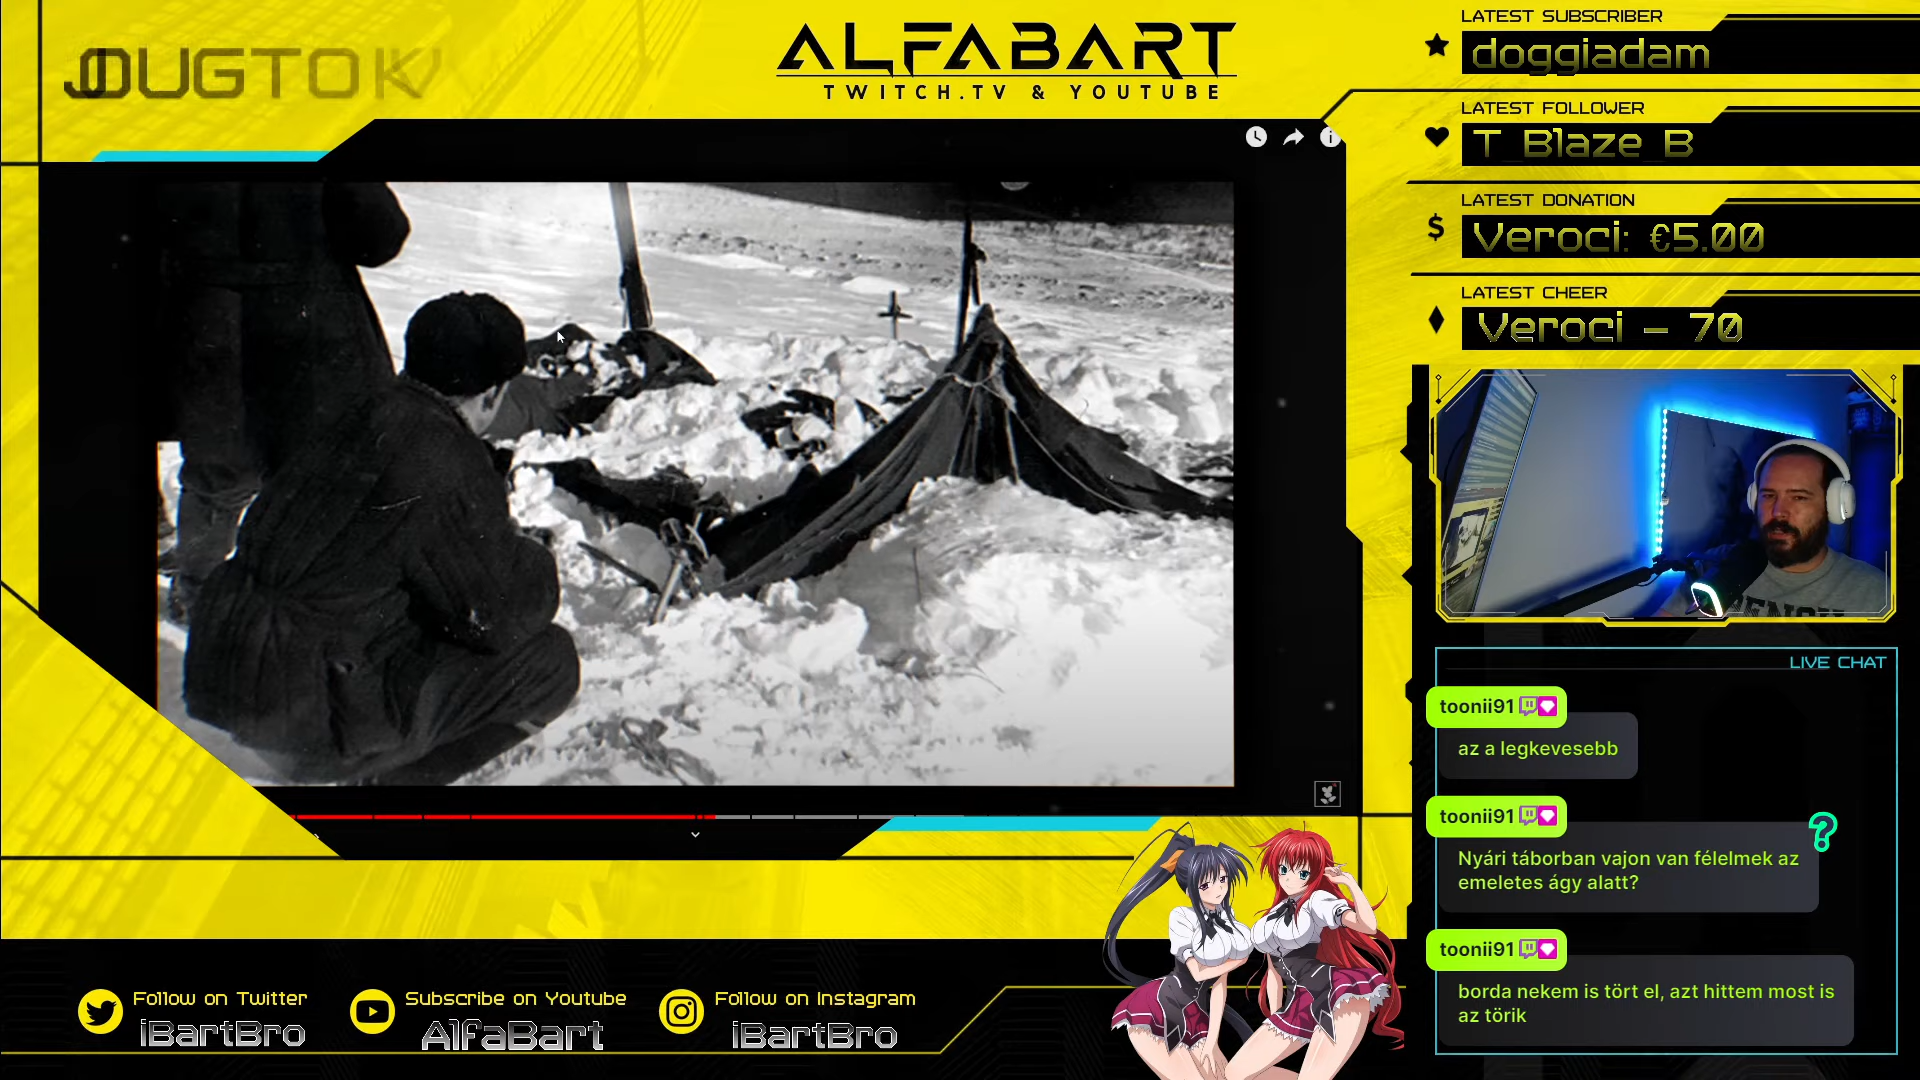 ALFABART
TWITCH.TV & YOUTUBE
LATEST SUBSCRIBER
doggiadam
LATEST FOLLOWER
T_Blaze_B
LATEST DONATION
$
Veroci: €5.00
LATEST CHEER
Veroci - 70
LIVE CHAT
toonii91
az a legkevesebb
toonii91
Nyári táborban vajon van félelmek az
emeletes ágy alatt?
toonii91
borda nekem is tört el, azt hittem most is
az törik
Follow on Twitter
iBartBro
Subscribe on Youtube
AlfaBart
Follow on Instagram
iBartBro